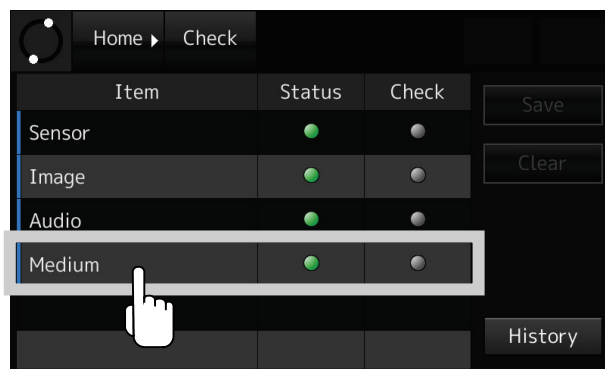 Home Check
Item Status Check
Save
Sensor
Clear
Image
Audio
Medium
History